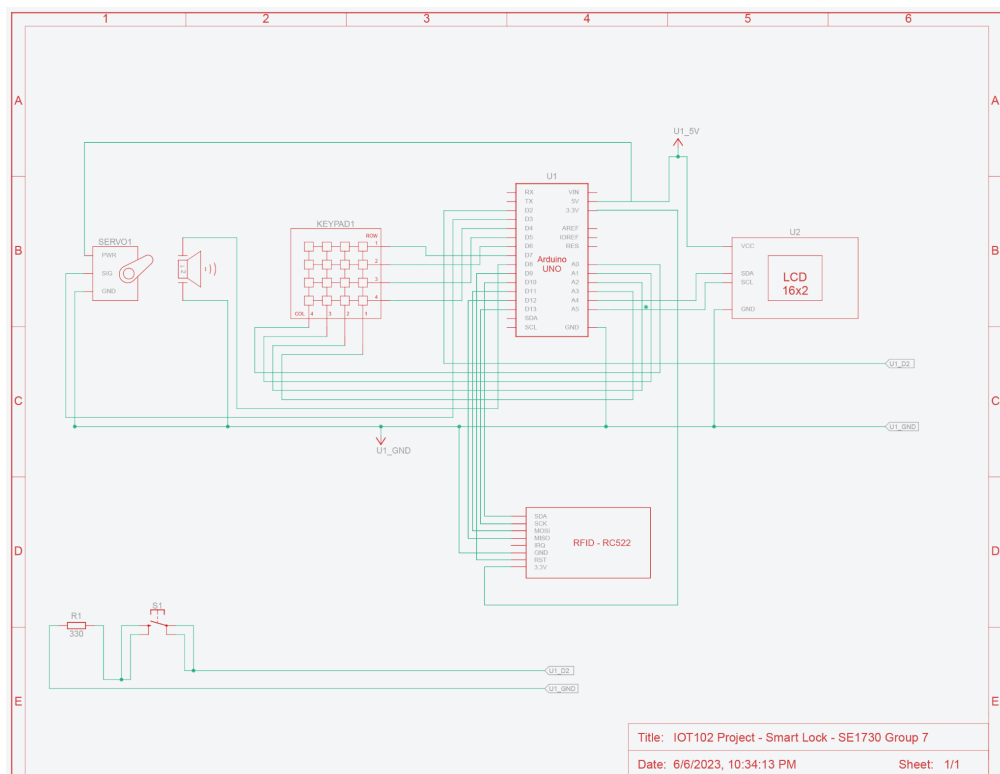 1 2 3 4 5 6
A A
U1_5V
U1
RX VIN
TX 5V
D2 3.3V
D3
D4 AREF
D5 IOREF
D6 RES
D7
D8 A0
D9 A1
D10 A2
D11 A3
D12 A4
D13 A5
SDA
SCL GND
Arduino
UNO
B B
SERVO1
PWR
SIG
GND
KEYPAD1
ROW
1
2
3
4
COL 4 3 2 1
U2
VCC
SDA
SCL
GND
LCD
16x2
U1_D2
C C
U1_GND
U1_GND
D D
SDA
SCK
MOSI
MISO
IRQ
GND
RST
3.3V
RFID - RC522
R1
330
S1
U1_D2
U1_GND
E E
Title: IOT102 Project - Smart Lock - SE1730 Group 7
Date: 6/6/2023, 10:34:13 PM Sheet: 1/1